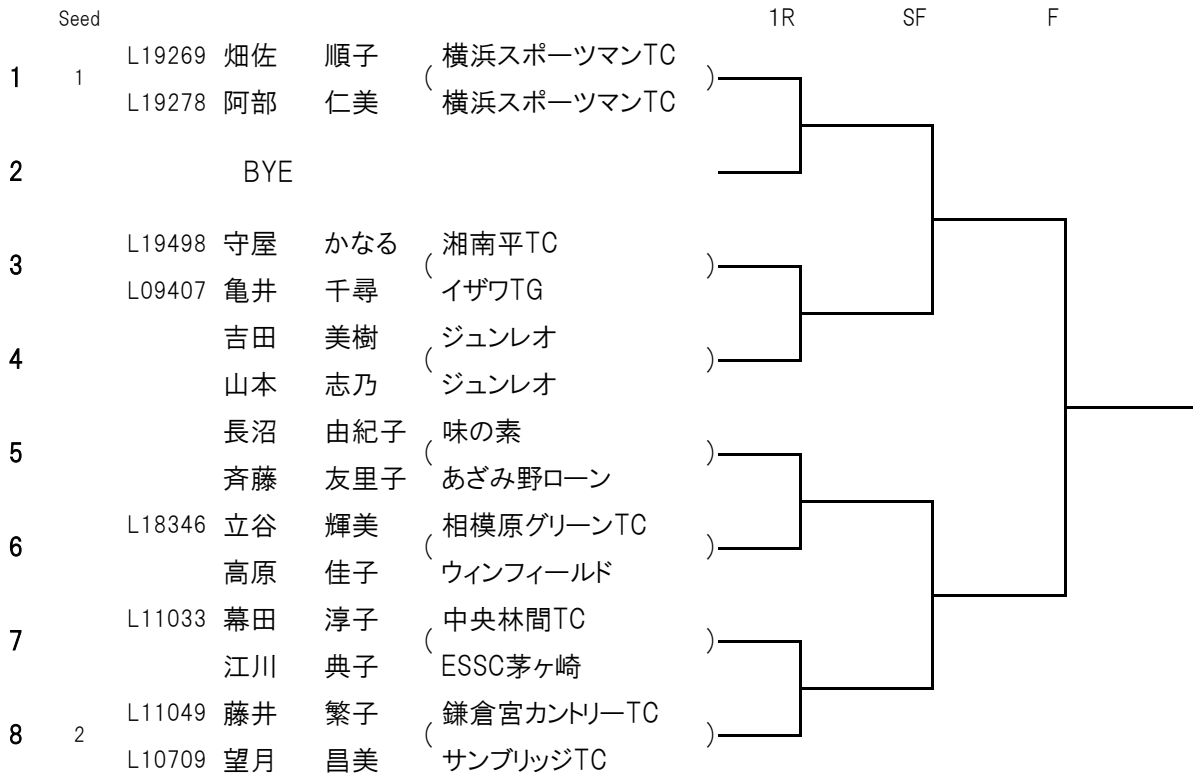 Seed 1R SF F
L19269 畑佐 順子 横浜スポーツマンTC
1 1 ( )
L19278 阿部 仁美 横浜スポーツマンTC
2 BYE
L19498 守屋 かなる 湘南平TC
3 ( )
L09407 亀井 千尋 イザワTG
吉田 美樹 ジュンレオ
4 ( )
山本 志乃 ジュンレオ
長沼 由紀子 味の素
5 ( )
斉藤 友里子 あざみ野ローン
L18346 立谷 輝美 相模原グリーンTC
6 ( )
高原 佳子 ウィンフィールド
L11033 幕田 淳子 中央林間TC
7 ( )
江川 典子 ESSC茅ヶ崎
L11049 藤井 繁子 鎌倉宮カントリーTC
8 2 ( )
L10709 望月 昌美 サンブリッジTC